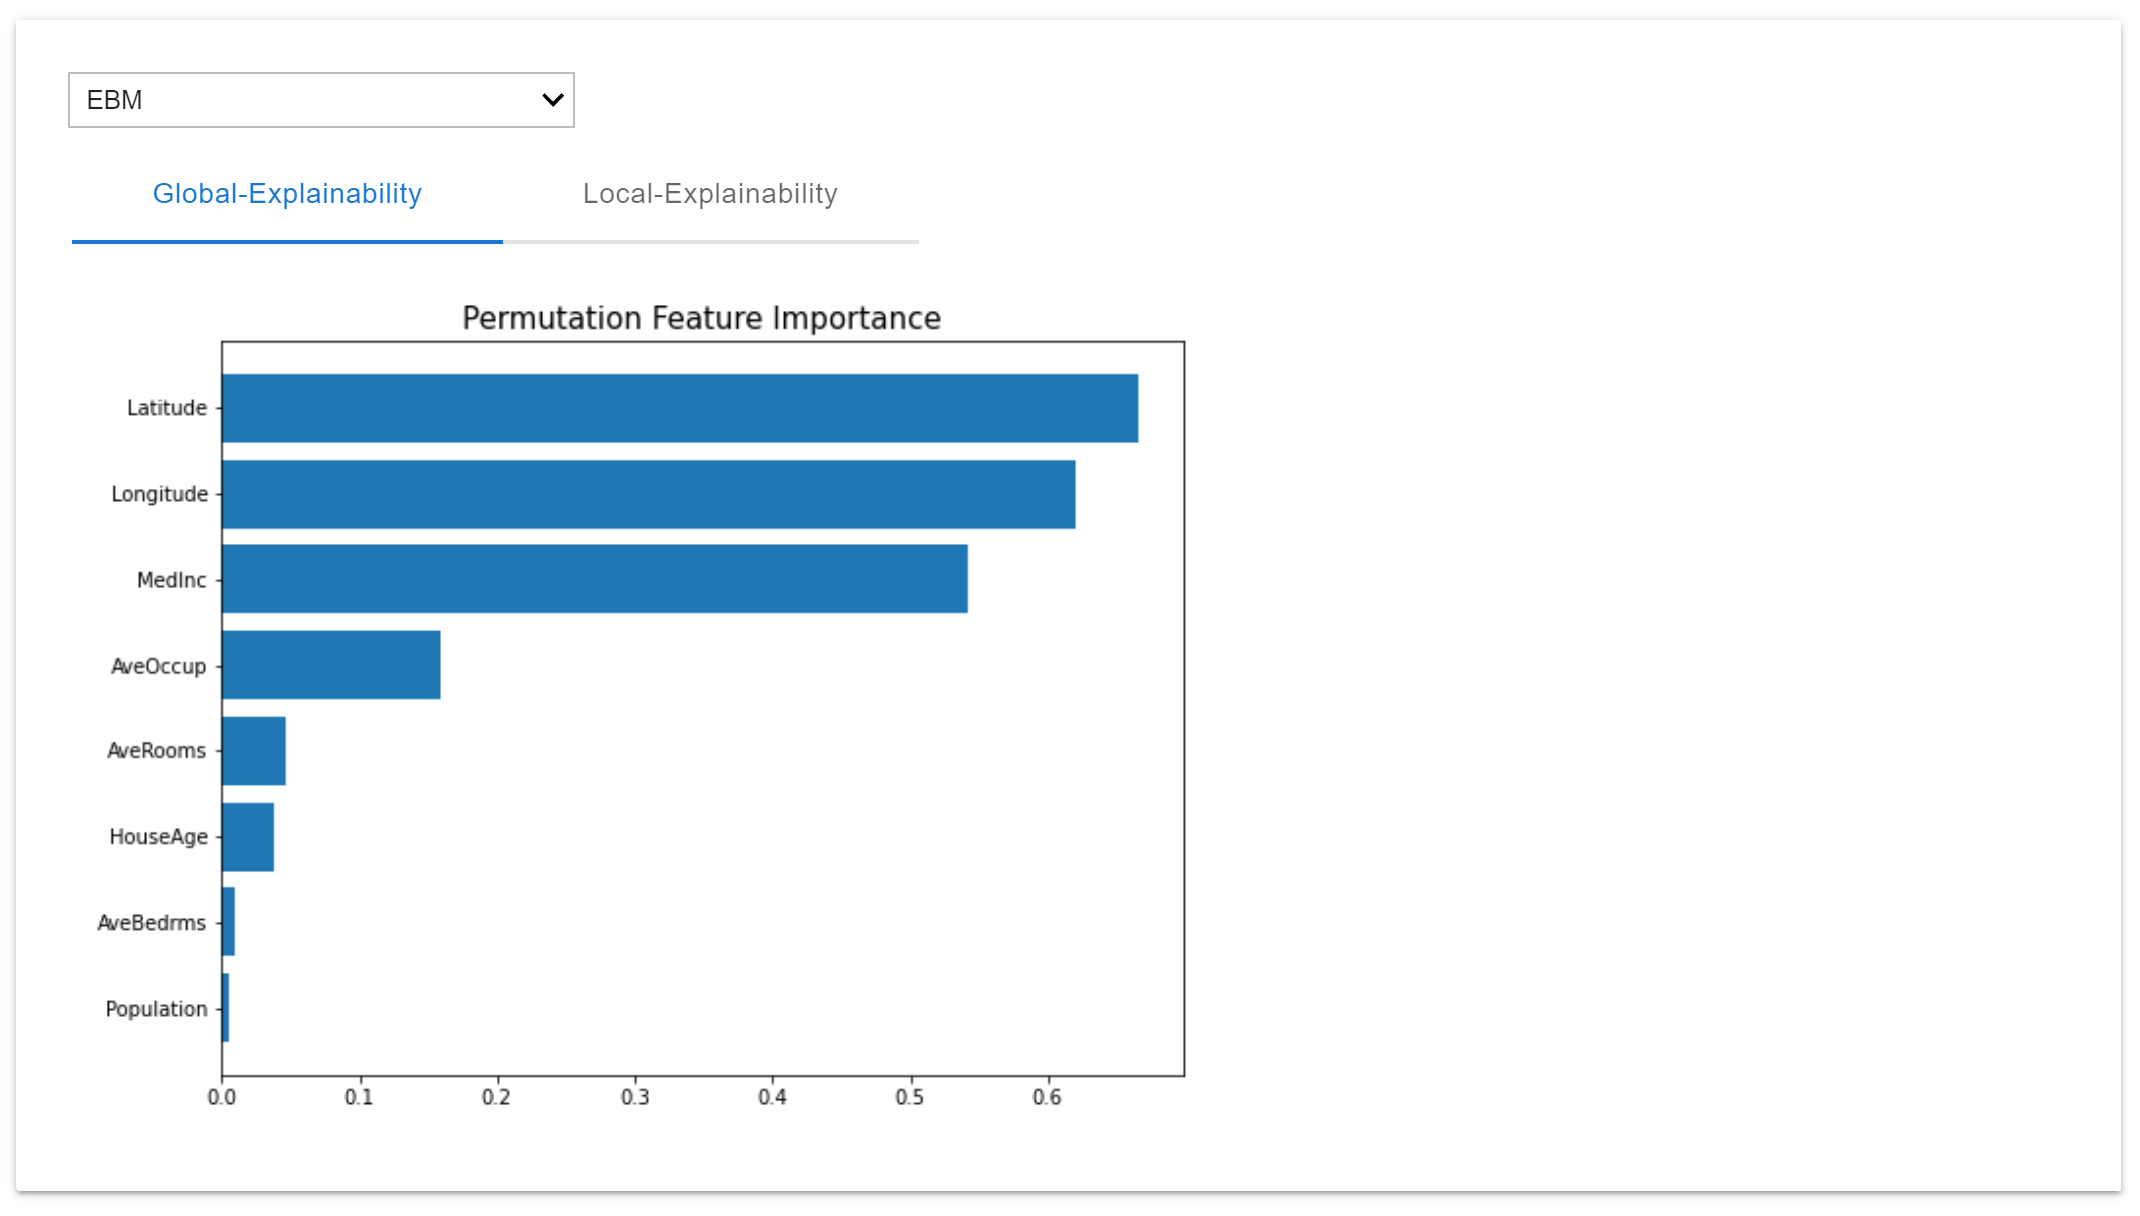 EBM
Global-Explainability Local-Explainability
Permutation Feature Importance
Latitude
Longitude
MedInc
AveOccup
AveRooms
HouseAge
AveBedrms
Population
0.0 0.1 0.2 0.3 0.4 0.5 0.6